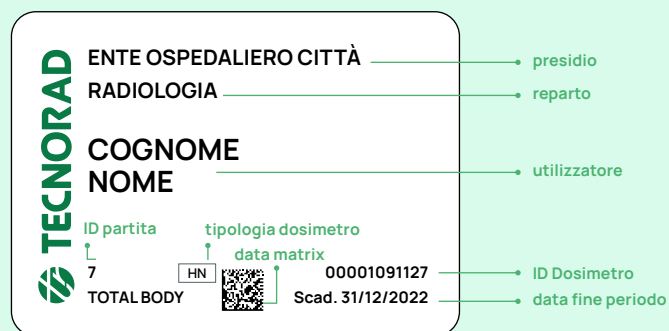 TECNORAD
ENTE OSPEDALIERO CITTÀ
presidio
RADIOLOGIA
reparto
COGNOME
NOME
utilizzatore
ID partita
tipologia dosimetro
data matrix
7
HN
00001091127
ID Dosimetro
TOTAL BODY
Scad. 31/12/2022
data fine periodo